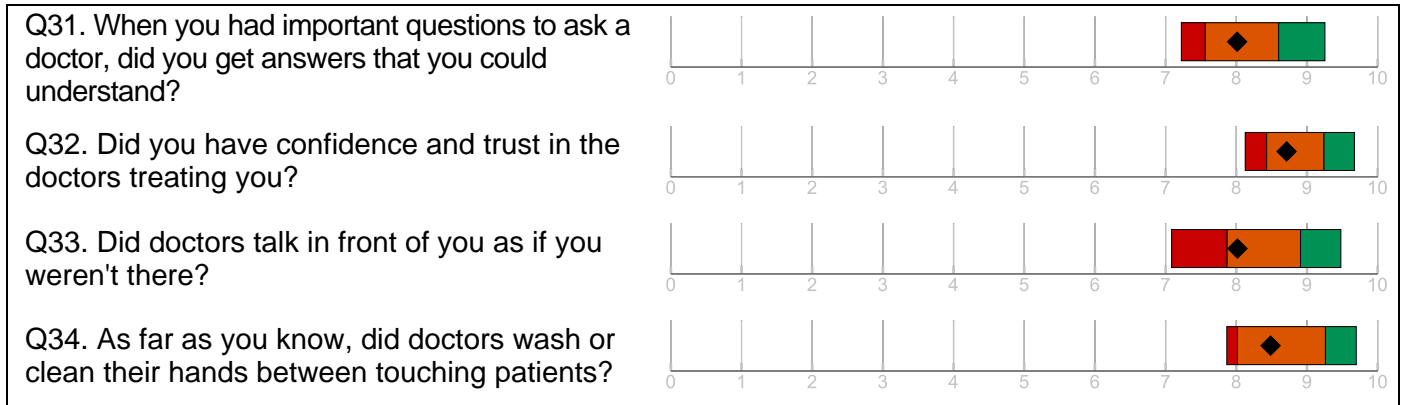 Q31. When you had important questions to ask a
doctor, did you get answers that you could
understand?
0 1 2 3 4 5 6 7 8 9 10
Q32. Did you have confidence and trust in the
doctors treating you?
0 1 2 3 4 5 6 7 8 9 10
Q33. Did doctors talk in front of you as if you
weren't there?
0 1 2 3 4 5 6 7 8 9 10
Q34. As far as you know, did doctors wash or
clean their hands between touching patients?
0 1 2 3 4 5 6 7 8 9 10